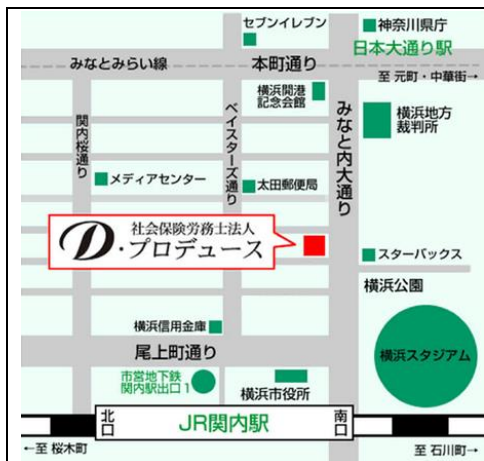 セブンイレブン
神奈川県庁
日本大通り駅
みなとみらい線
本町通り
至 元町・中華街→
横浜開港
記念会館
横浜地方
裁判所
関内桜通り
ベイスターズ通り
みなと内大通り
メディアセンター
太田郵便局
社会保険労務士法人
D・プロデュース
スターバックス
横浜公園
横浜信用金庫
尾上町通り
横浜スタジアム
市営地下鉄
関内駅出口1
横浜市役所
北口
JR関内駅
南口
←至 桜木町
至 石川町→